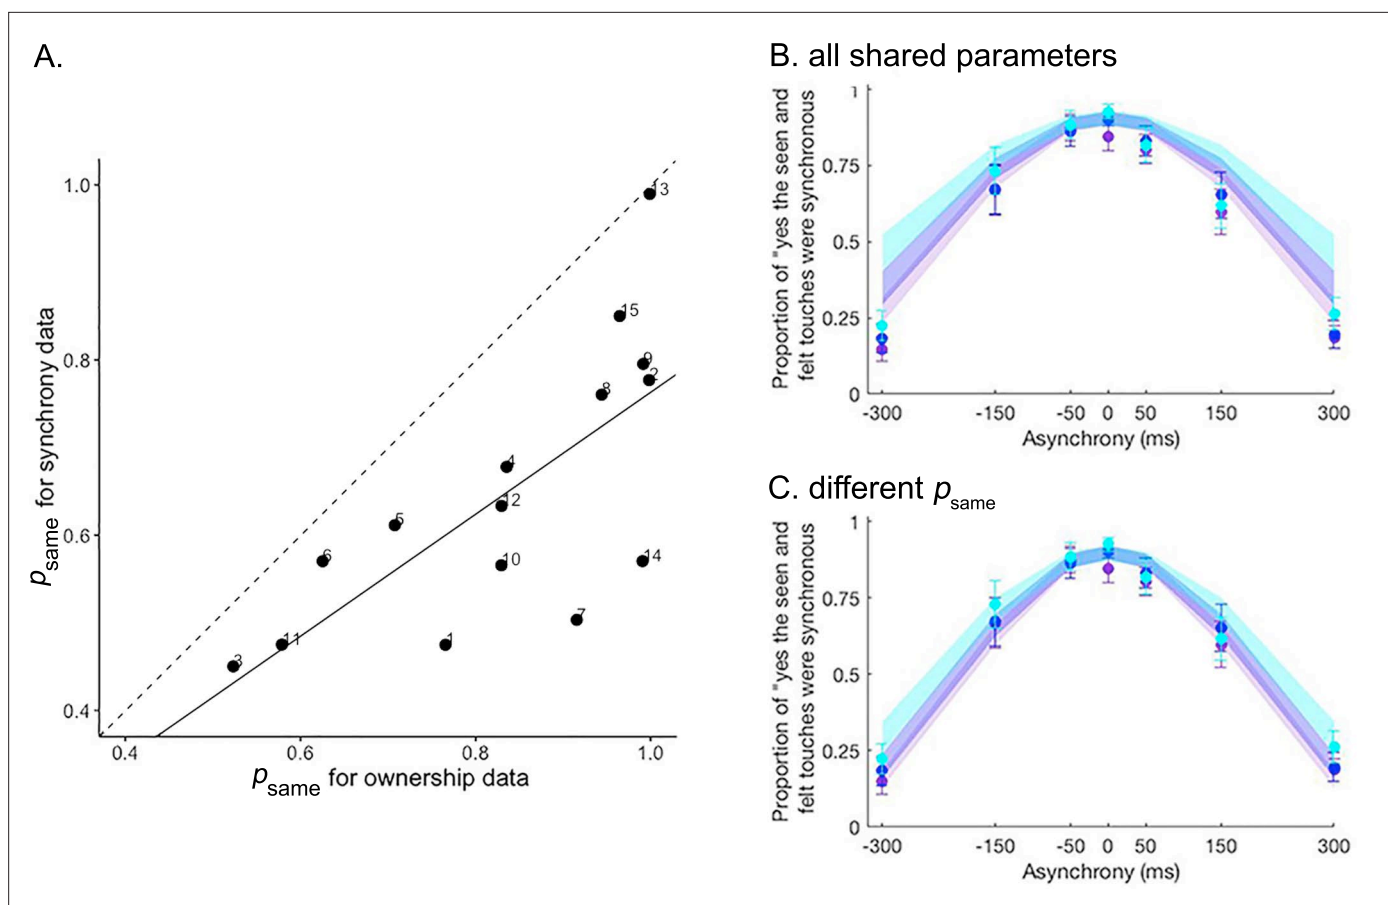 A.
1.0
0.8
0.6
0.4
p same for synchrony data
13
15
9
2
8
4
12
5
6
10
14
7
1
11
3
0.4 0.6 0.8 1.0
p same for ownership data
B. all shared parameters
Proportion of "yes the seen and
felt touches were synchronous
1
0.75
0.5
0.25
0
-300 -150 -50 0 50 150 300
Asynchrony (ms)
C. different p same
Proportion of "yes the seen and
felt touches were synchronous
1
0.75
0.5
0.25
0
-300 -150 -50 0 50 150 300
Asynchrony (ms)